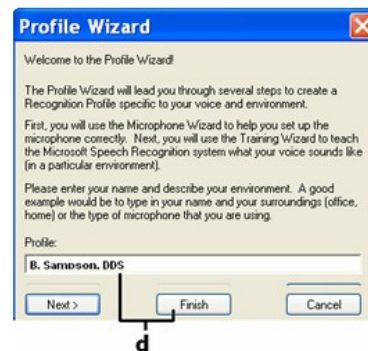 Profile Wizard
Welcome to the Profile Wizard!
The Profile Wizard will lead you through several steps to create a
Recognition Profile specific to your voice and environment.
First, you will use the Microphone Wizard to help you set up the
microphone correctly. Next, you will use the Training Wizard to teach
the Microsoft Speech Recognition system what your voice sounds like
(in a particular environment).
Please enter your name and describe your environment. A good
example would be to type in your name and your surroundings (office,
home) or the type of microphone that you are using.
Profile:
B. Sampson, DDS
Next > Finish Cancel
d